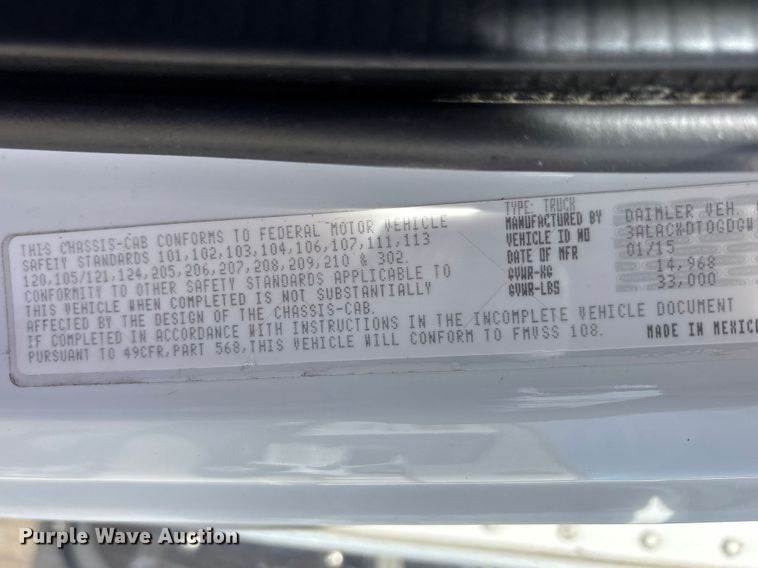 THIS CHASSIS-CAB CONFORMS TO FEDERAL MOTOR VEHICLE
SAFETY STANDARDS 101,102,103,104,106,107,111,113
120,105/121,124,205,206,207,208,209,210 & 302.
CONFORMITY TO OTHER SAFETY STANDARDS APPLICABLE TO
THIS VEHICLE WHEN COMPLETED IS NOT SUBSTANTIALLY
AFFECTED BY THE DESIGN OF THE CHASSIS-CAB.
IF COMPLETED IN ACCORDANCE WITH INSTRUCTIONS IN THE INCOMPLETE VEHICLE DOCUMENT
PURSUANT TO 49CFR,PART 568,THIS VEHICLE WILL CONFORM TO FMVSS 108.
TYPE: TRUCK
MANUFACTURED BY DAIMLER VEH.
VEHICLE ID NO 3ALACWDT0GDGW
DATE OF MFR 01/15
GVWR-KG 14,968
GVWR-LBS 33,000
MADE IN MEXICO
Purple Wave Auction